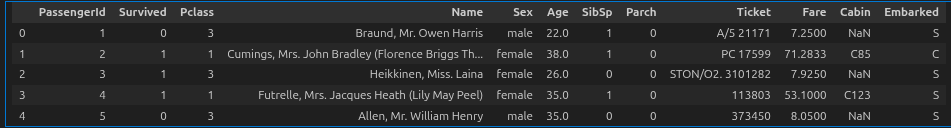 PassengerId Survived Pclass Name Sex Age SibSp Parch Ticket Fare Cabin Embarked
0 1 0 3 Braund, Mr. Owen Harris male 22.0 1 0 A/5 21171 7.2500 NaN S
1 2 1 1 Cumings, Mrs. John Bradley (Florence Briggs Th... female 38.0 1 0 PC 17599 71.2833 C85 C
2 3 1 3 Heikkinen, Miss. Laina female 26.0 0 0 STON/O2. 3101282 7.9250 NaN S
3 4 1 1 Futrelle, Mrs. Jacques Heath (Lily May Peel) female 35.0 1 0 113803 53.1000 C123 S
4 5 0 3 Allen, Mr. William Henry male 35.0 0 0 373450 8.0500 NaN S